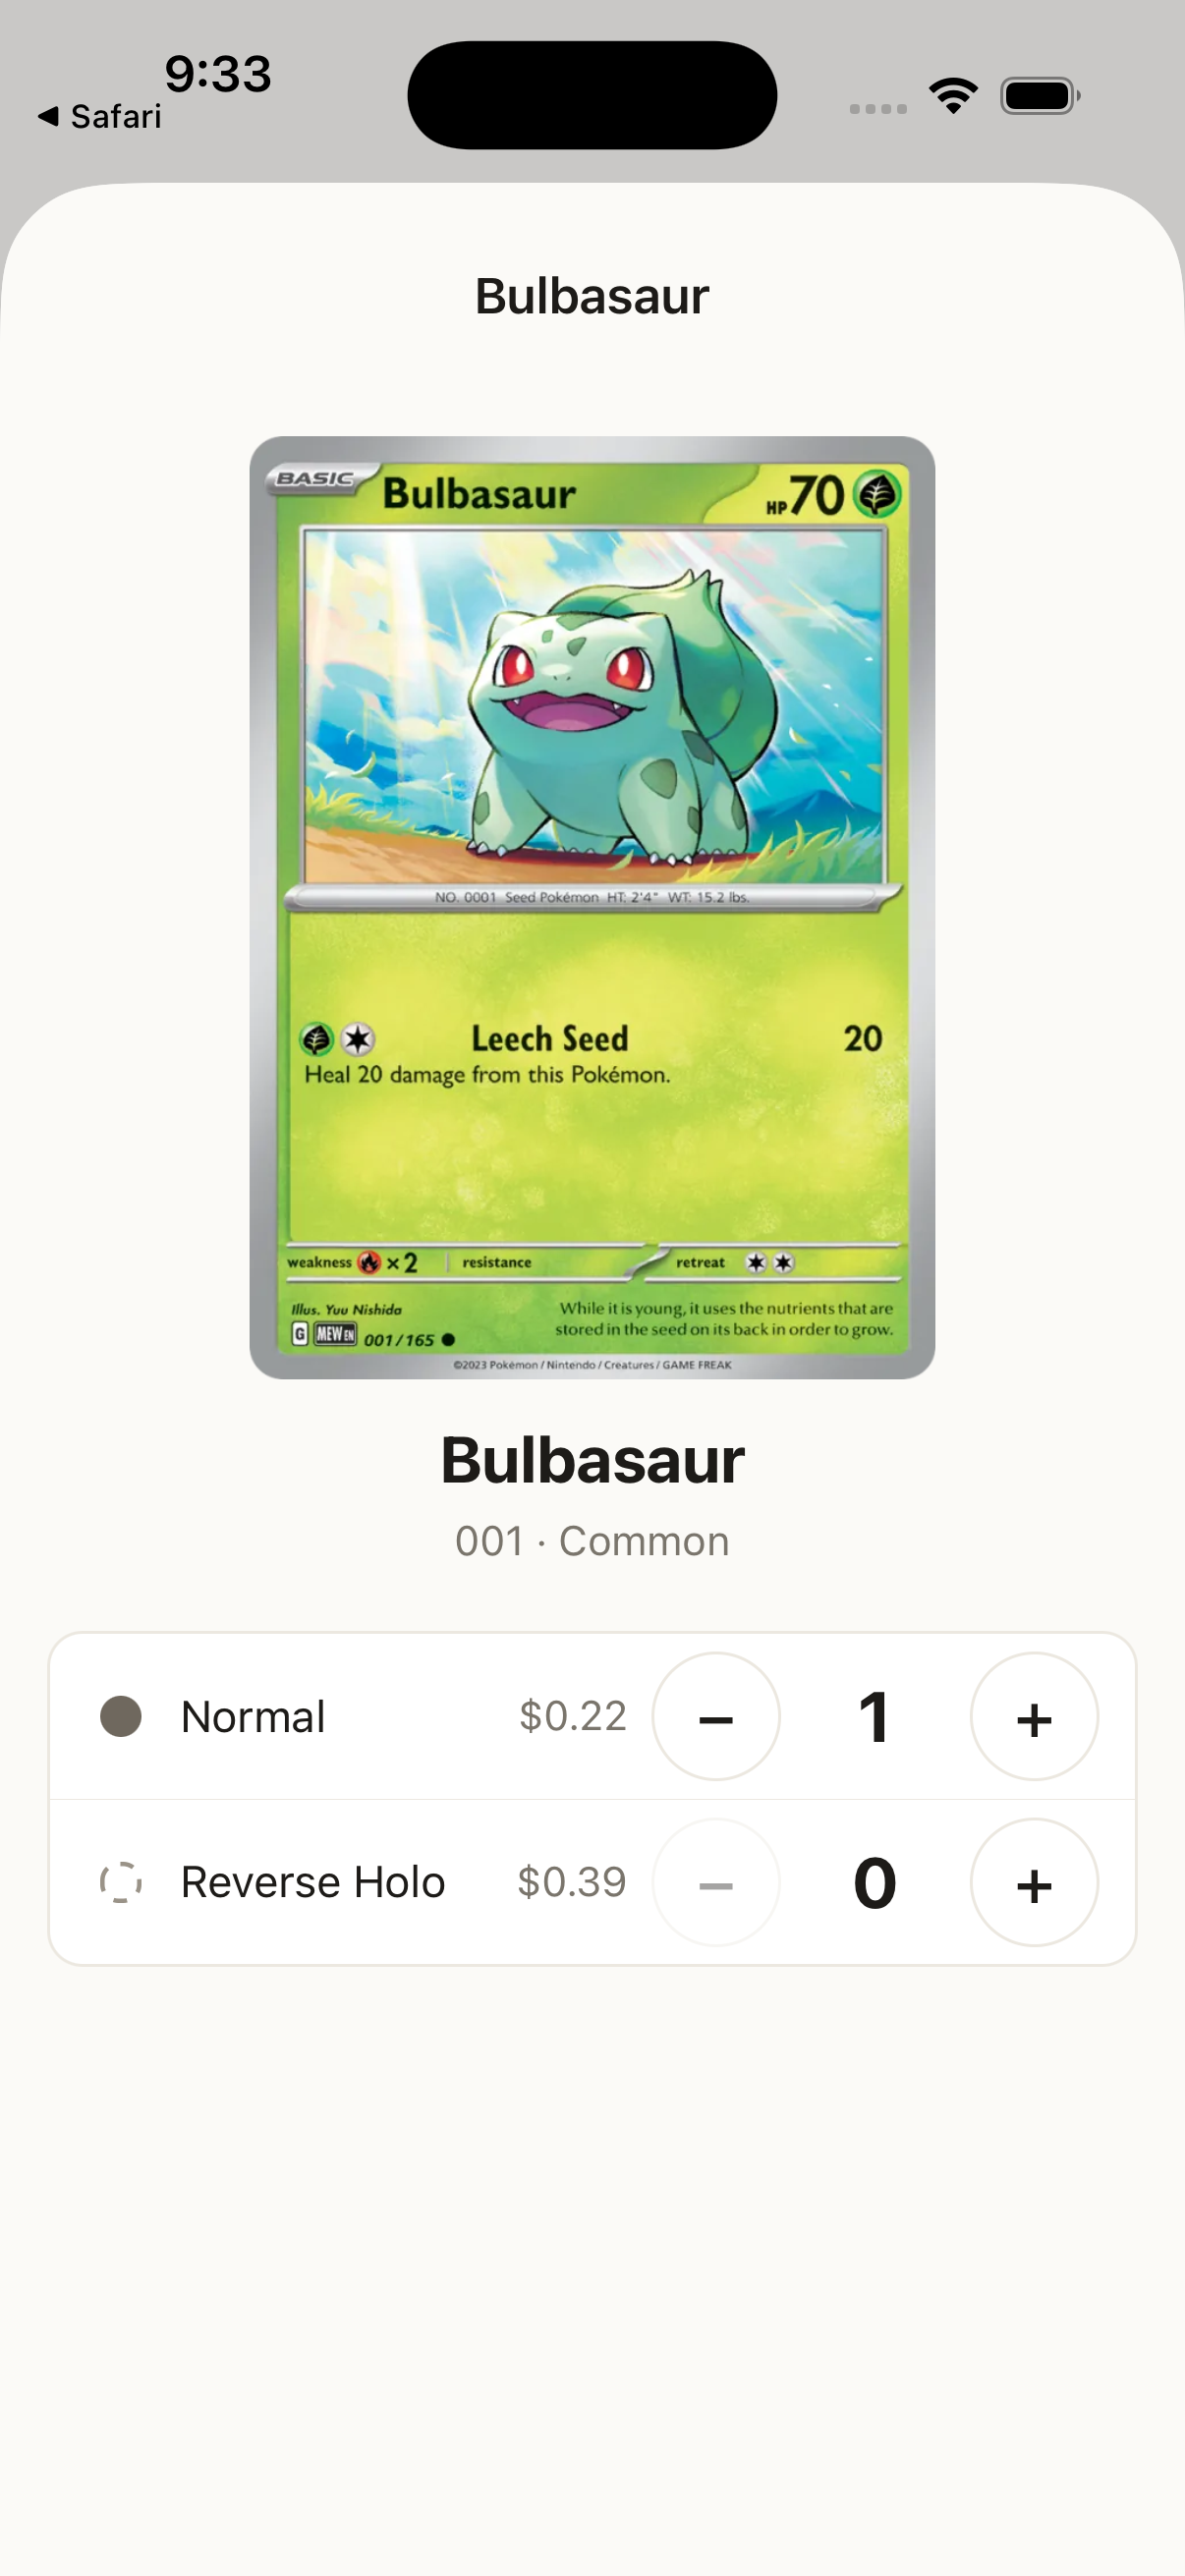 9:33
Safari
Bulbasaur
BASIC Bulbasaur HP 70
NO. 0001 Seed Pokémon HT: 2'4" WT: 15.2 lbs.
Leech Seed 20
Heal 20 damage from this Pokémon.
weakness ×2 resistance retreat
Illus. Yuu Nishida
While it is young, it uses the nutrients that are
stored in the seed on its back in order to grow.
G MEW EN 001/165
©2023 Pokémon / Nintendo / Creatures / GAME FREAK
Bulbasaur
001 · Common
Normal $0.22 − 1 +
Reverse Holo $0.39 − 0 +